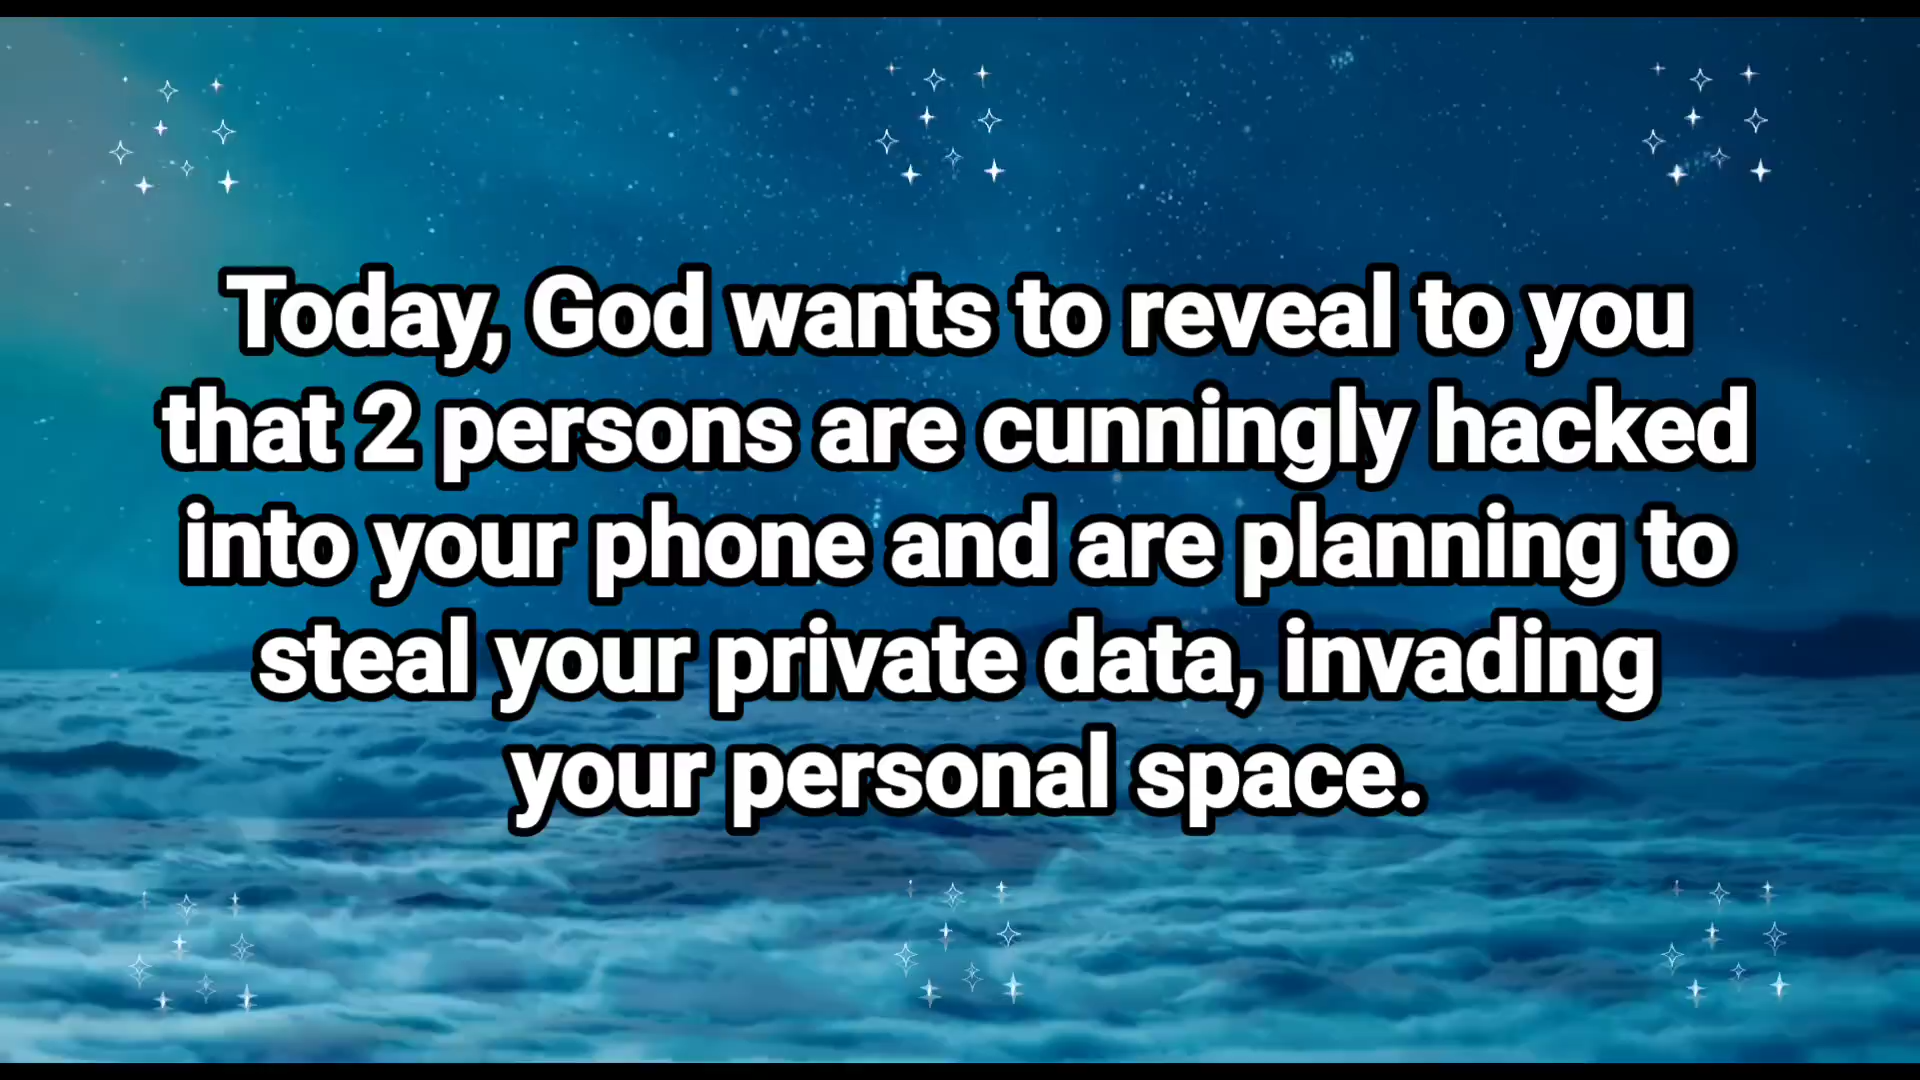 Today, God wants to reveal to you
that 2 persons are cunningly hacked
into your phone and are planning to
steal your private data, invading
your personal space.